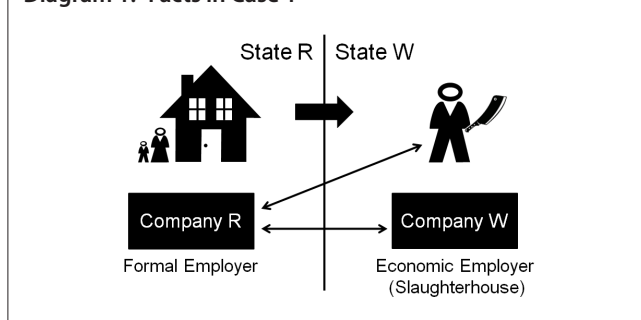 Diagram 1: Facts in Case 1
State R
State W
Company R
Company W
Formal Employer
Economic Employer
(Slaughterhouse)